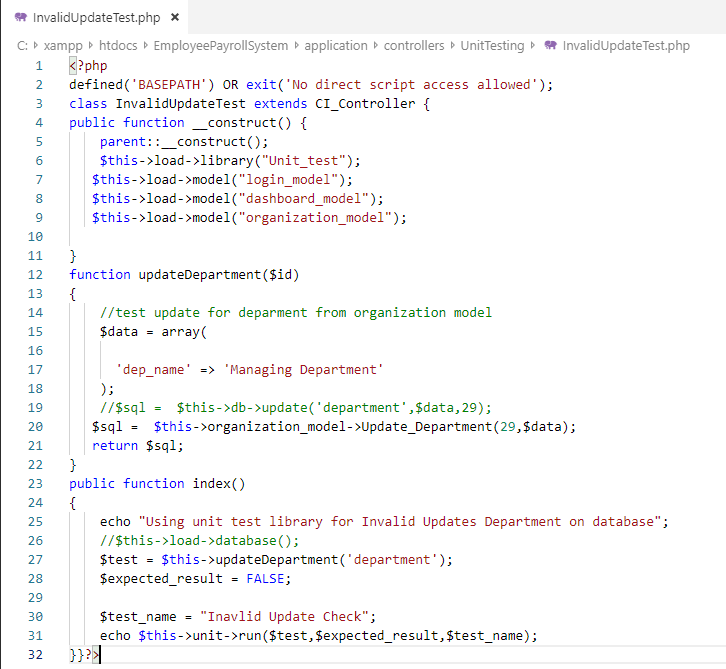 InvalidUpdateTest.php ×
C: > xampp > htdocs > EmployeePayrollSystem > application > controllers > UnitTesting > InvalidUpdateTest.php
1 <?php
2 defined('BASEPATH') OR exit('No direct script access allowed');
3 class InvalidUpdateTest extends CI_Controller {
4 public function __construct() {
5     parent::__construct();
6     $this->load->library("Unit_test");
7    $this->load->model("login_model");
8    $this->load->model("dashboard_model");
9    $this->load->model("organization_model");
10
11 }
12 function updateDepartment($id)
13 {
14     //test update for deparment from organization model
15     $data = array(
16
17       'dep_name' => 'Managing Department'
18     );
19     //$sql =  $this->db->update('department',$data,29);
20    $sql =  $this->organization_model->Update_Department(29,$data);
21    return $sql;
22 }
23 public function index()
24 {
25     echo "Using unit test library for Invalid Updates Department on database";
26     //$this->load->database();
27     $test = $this->updateDepartment('department');
28     $expected_result = FALSE;
29
30     $test_name = "Inavlid Update Check";
31     echo $this->unit->run($test,$expected_result,$test_name);
32 }}?>